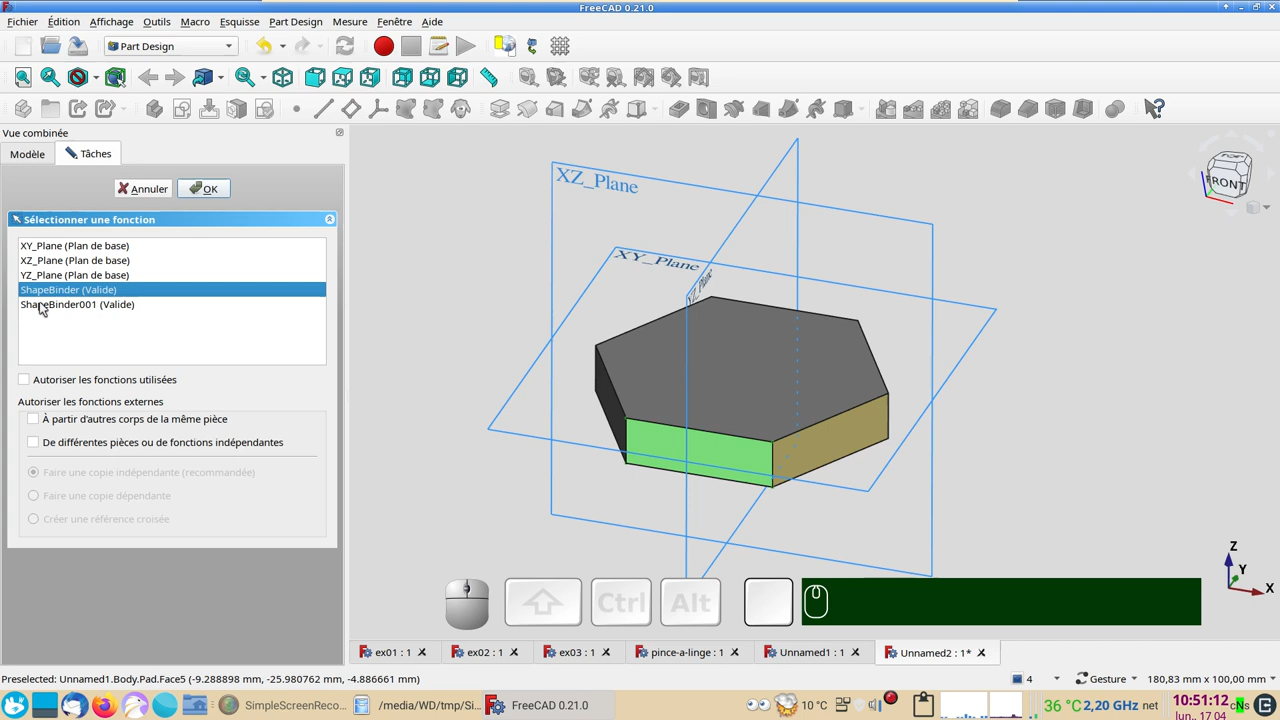 FreeCAD 0.21.0
Fichier Édition Affichage Outils Macro Esquisse Part Design Mesure Fenêtre Aide
Part Design
Vue combinée
Modèle Tâches
Annuler OK
Sélectionner une fonction
XY_Plane (Plan de base)
XZ_Plane (Plan de base)
YZ_Plane (Plan de base)
ShapeBinder (Valide)
ShapeBinder001 (Valide)
Autoriser les fonctions utilisées
Autoriser les fonctions externes
À partir d'autres corps de la même pièce
De différentes pièces ou de fonctions indépendantes
Faire une copie indépendante (recommandée)
Faire une copie dépendante
Créer une référence croisée
XZ_Plane
XY_Plane
YZ_Plane
FRONT
Z
Y
X
Ctrl Alt
ex01 : 1 ex02 : 1 ex03 : 1 pince-a-linge : 1 Unnamed1 : 1 Unnamed2 : 1*
Preselected: Unnamed1.Body.Pad.Face5 (-9.288898 mm, -25.980762 mm, -4.886661 mm) 4 Gesture 180,83 mm x 100,00 mm
SimpleScreenReco... /media/WD/tmp/Si... FreeCAD 0.21.0 10 °C 36 °C 2,20 GHz net 10:51:12
lun.. 17 04